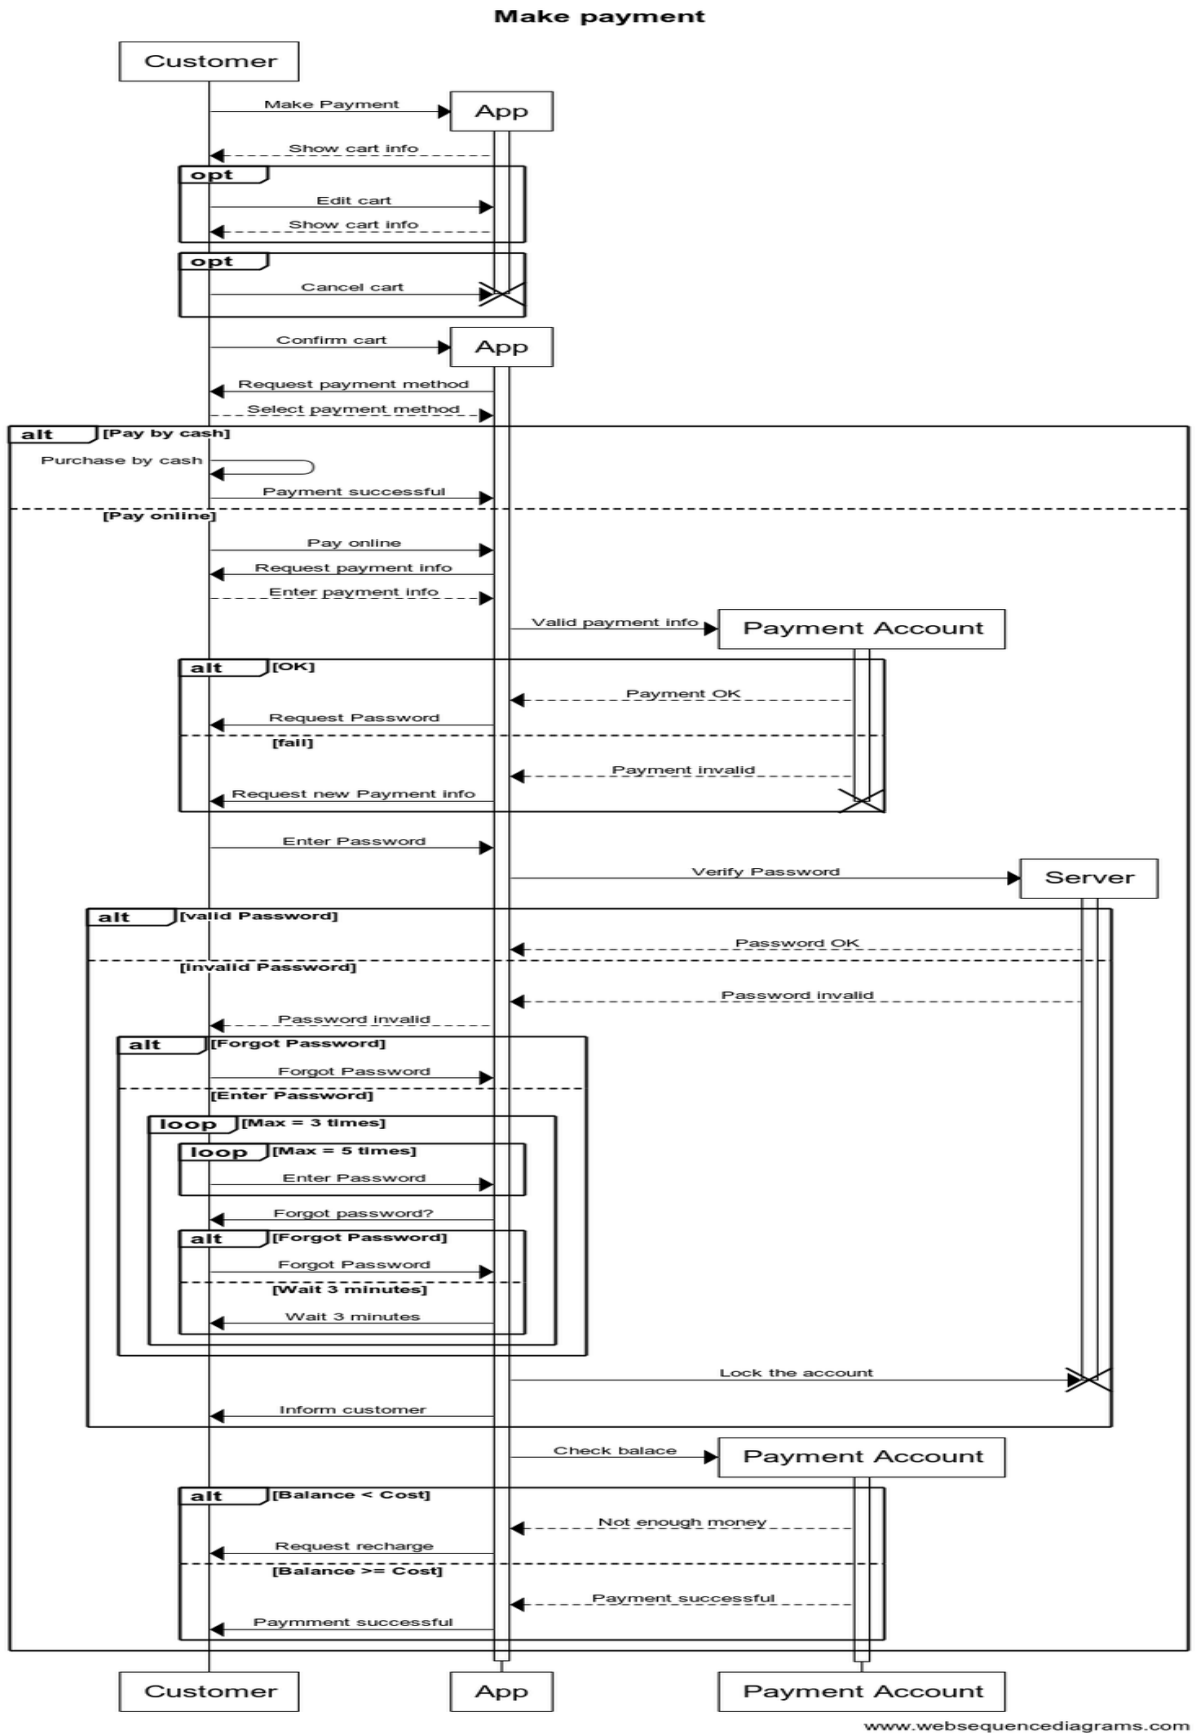 Make payment
Customer
Make Payment
App
Show cart info
opt
Edit cart
Show cart info
opt
Cancel cart
Confirm cart
App
Request payment method
Select payment method
alt [Pay by cash]
Purchase by cash
Payment successful
[Pay online]
Pay online
Request payment info
Enter payment info
Valid payment info
Payment Account
alt [OK]
Payment OK
Request Password
[fail]
Payment invalid
Request new Payment info
Enter Password
Verify Password
Server
alt [valid Password]
Password OK
[invalid Password]
Password invalid
Password invalid
alt [Forgot Password]
Forgot Password
[Enter Password]
loop [Max = 3 times]
loop [Max = 5 times]
Enter Password
Forgot password?
alt [Forgot Password]
Forgot Password
[Wait 3 minutes]
Wait 3 minutes
Lock the account
Inform customer
Check balace
Payment Account
alt [Balance < Cost]
Not enough money
Request recharge
[Balance >= Cost]
Payment successful
Paymment successful
Customer App Payment Account
www.websequencediagrams.com